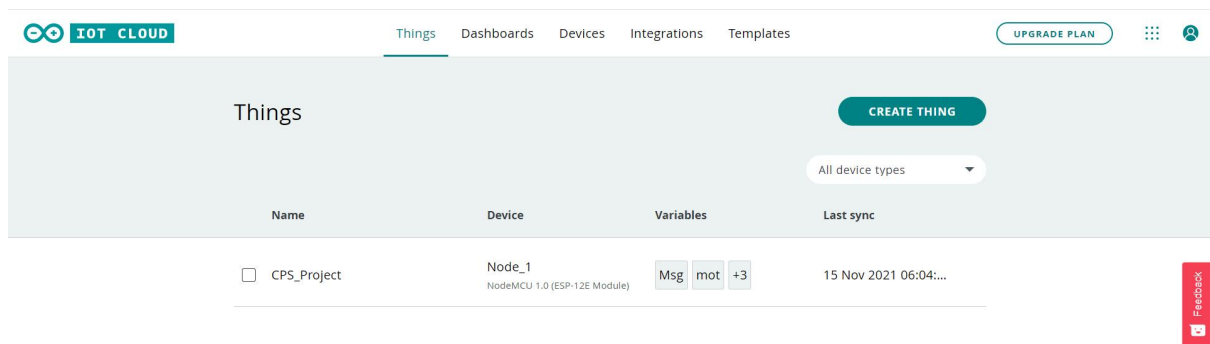 IOT CLOUD
Things Dashboards Devices Integrations Templates
UPGRADE PLAN
Things
CREATE THING
All device types
Name Device Variables Last sync
CPS_Project Node_1 Msg mot +3 15 Nov 2021 06:04:...
NodeMCU 1.0 (ESP-12E Module)
Feedback